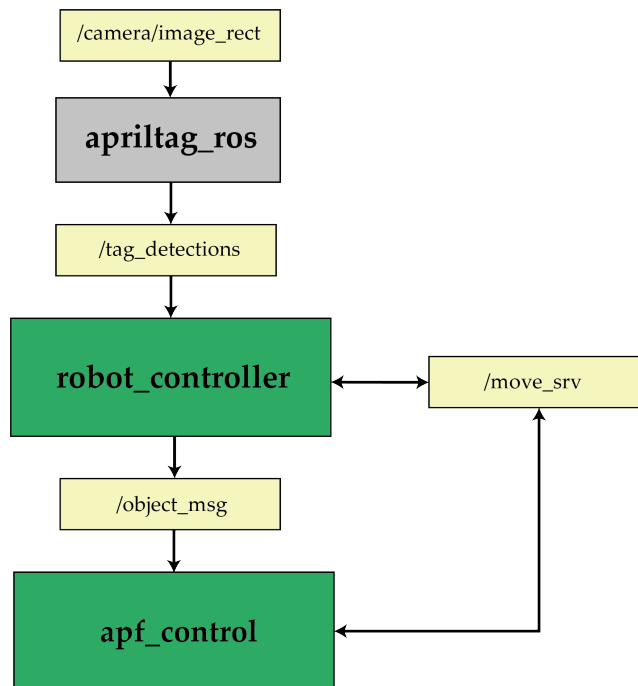 /camera/image_rect
apriltag_ros
/tag_detections
robot_controller
/move_srv
/object_msg
apf_control